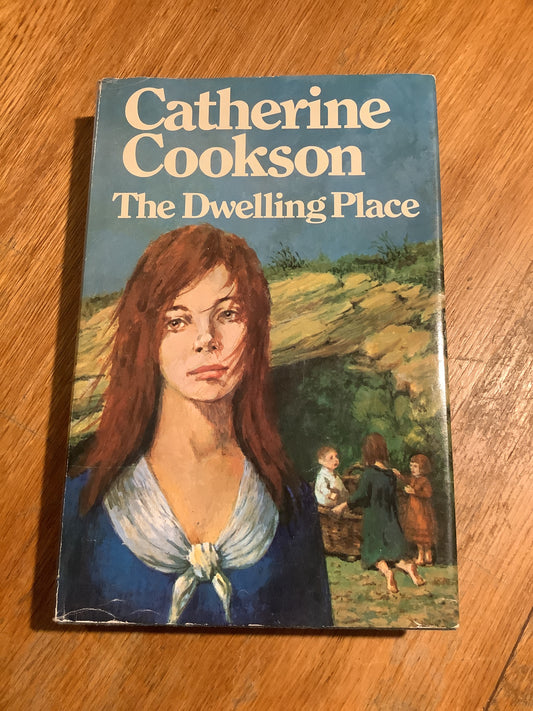 Catherine
Cookson
The Dwelling Place